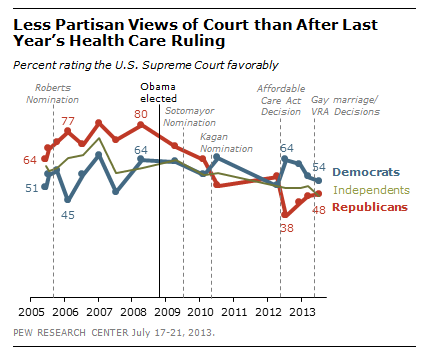 Less Partisan Views of Court than After Last
Year's Health Care Ruling
Percent rating the U.S. Supreme Court favorably
Roberts
Nomination
Obama
elected
Sotomayor
Nomination
Kagan
Nomination
Affordable
Care Act
Decision
Gay marriage/
VRA Decisions
77
80
64
64
64
51
45
54
48
38
Democrats
Independents
Republicans
2005 2006 2007 2008 2009 2010 2011 2012 2013
PEW RESEARCH CENTER July 17-21, 2013.